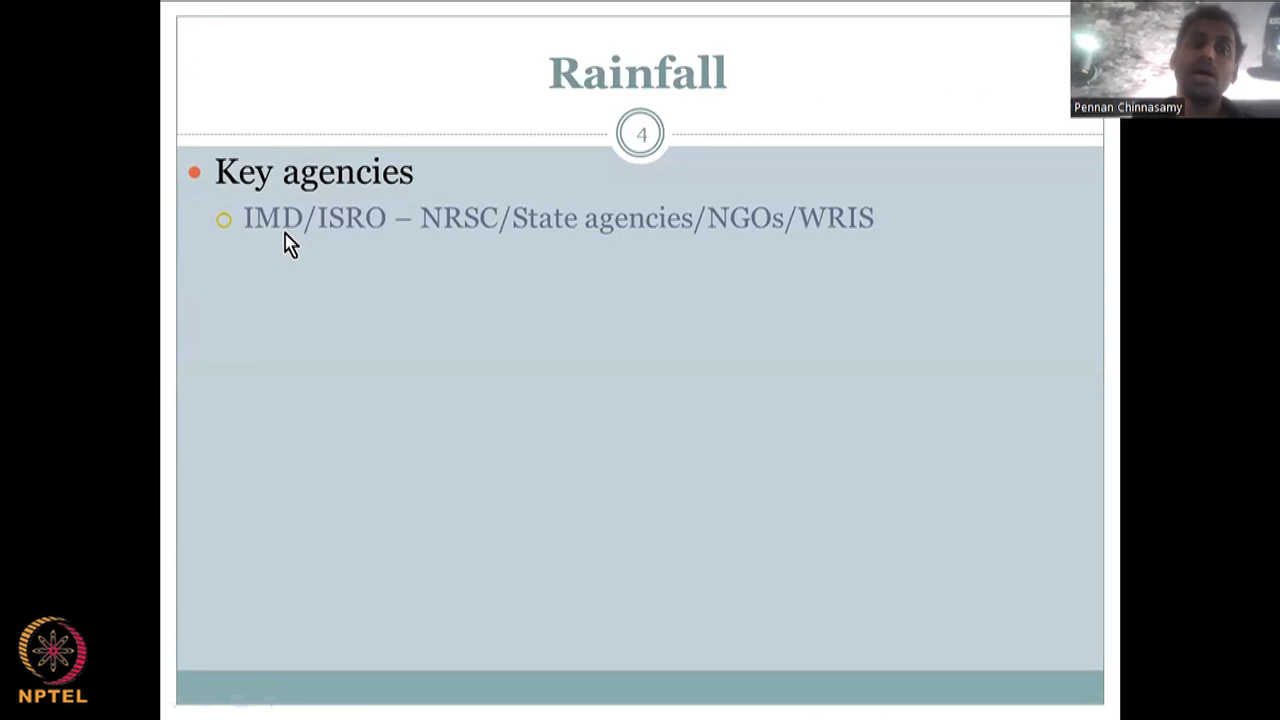 Rainfall
Pennan Chinnasamy
4
Key agencies
IMD/ISRO – NRSC/State agencies/NGOs/WRIS
NPTEL